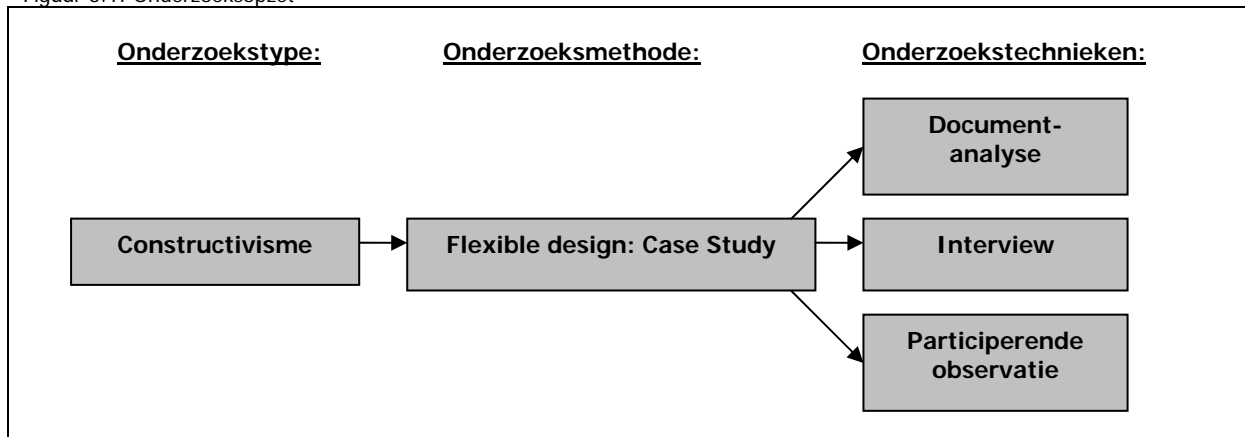 Onderzoekstype:
Onderzoeksmethode:
Onderzoekstechnieken:
Document-
analyse
Constructivisme
Flexible design: Case Study
Interview
Participerende
observatie